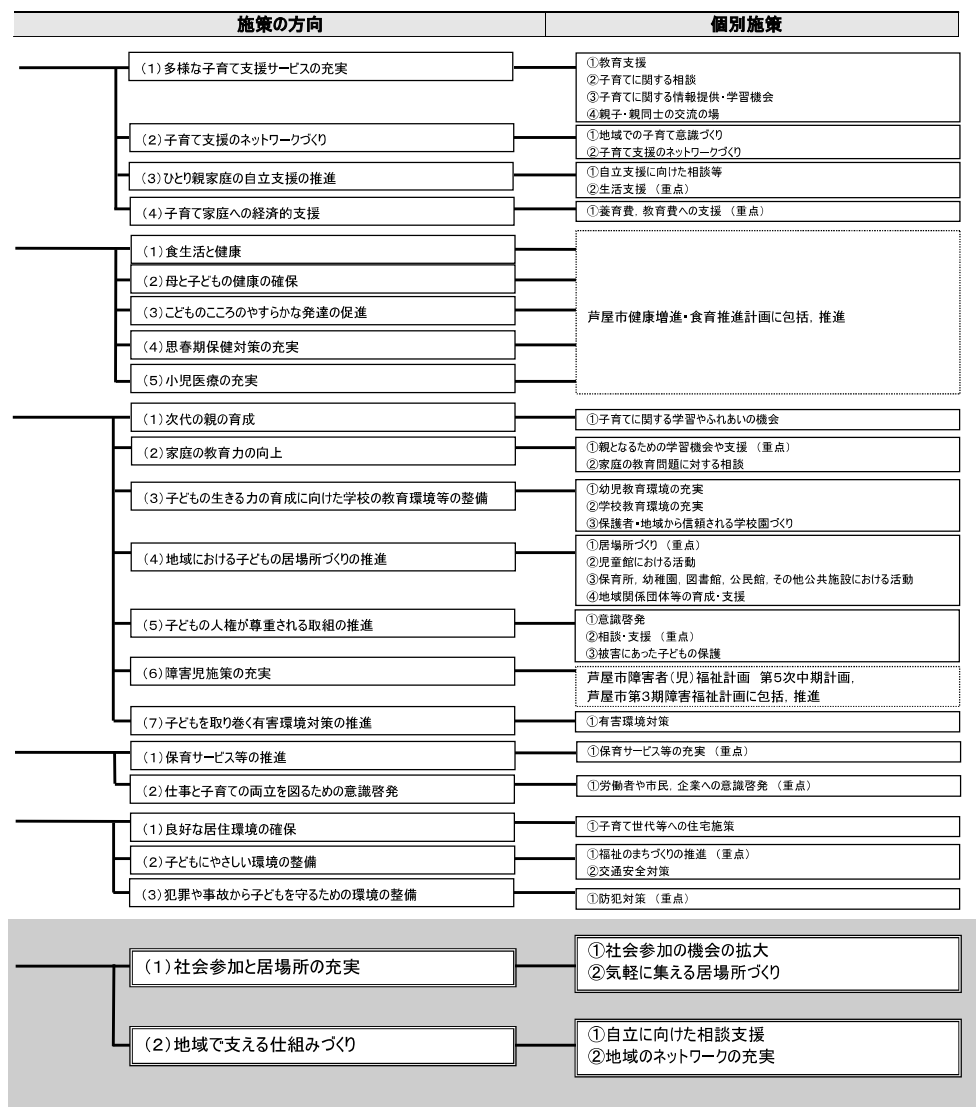 施策の方向
個別施策
(1)多様な子育て支援サービスの充実
①教育支援
②子育てに関する相談
③子育てに関する情報提供・学習機会
④親子・親同士の交流の場
(2)子育て支援のネットワークづくり
①地域での子育て意識づくり
②子育て支援のネットワークづくり
(3)ひとり親家庭の自立支援の推進
①自立支援に向けた相談等
②生活支援 (重点)
(4)子育て家庭への経済的支援
①養育費,教育費への支援 (重点)
(1)食生活と健康
(2)母と子どもの健康の確保
(3)こどものこころのやすらかな発達の促進
(4)思春期保健対策の充実
(5)小児医療の充実
芦屋市健康増進・食育推進計画に包括,推進
(1)次代の親の育成
①子育てに関する学習やふれあいの機会
(2)家庭の教育力の向上
①親となるための学習機会や支援 (重点)
②家庭の教育問題に対する相談
(3)子どもの生きる力の育成に向けた学校の教育環境等の整備
①幼児教育環境の充実
②学校教育環境の充実
③保護者・地域から信頼される学校園づくり
(4)地域における子どもの居場所づくりの推進
①居場所づくり (重点)
②児童館における活動
③保育所,幼稚園,図書館,公民館,その他公共施設における活動
④地域関係団体等の育成・支援
(5)子どもの人権が尊重される取組の推進
①意識啓発
②相談・支援 (重点)
③被害にあった子どもの保護
(6)障害児施策の充実
芦屋市障害者(児)福祉計画 第5次中期計画,
芦屋市第3期障害福祉計画に包括,推進
(7)子どもを取り巻く有害環境対策の推進
①有害環境対策
(1)保育サービス等の推進
①保育サービス等の充実 (重点)
(2)仕事と子育ての両立を図るための意識啓発
①労働者や市民,企業への意識啓発 (重点)
(1)良好な居住環境の確保
①子育て世代等への住宅施策
(2)子どもにやさしい環境の整備
①福祉のまちづくりの推進 (重点)
②交通安全対策
(3)犯罪や事故から子どもを守るための環境の整備
①防犯対策 (重点)
(1)社会参加と居場所の充実
①社会参加の機会の拡大
②気軽に集える居場所づくり
(2)地域で支える仕組みづくり
①自立に向けた相談支援
②地域のネットワークの充実